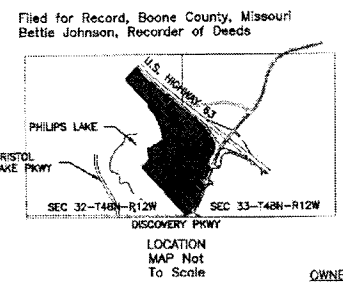 Filed for Record, Boone County, Missouri
Bettie Johnson, Recorder of Deeds
U.S. HIGHWAY 63
PHILIPS LAKE
RISTOL
AKE PKWY
SEC 32-T48N-R12W
SEC 33-T48N-R12W
DISCOVERY PKWY
LOCATION
MAP Not
To Scale
OWNE